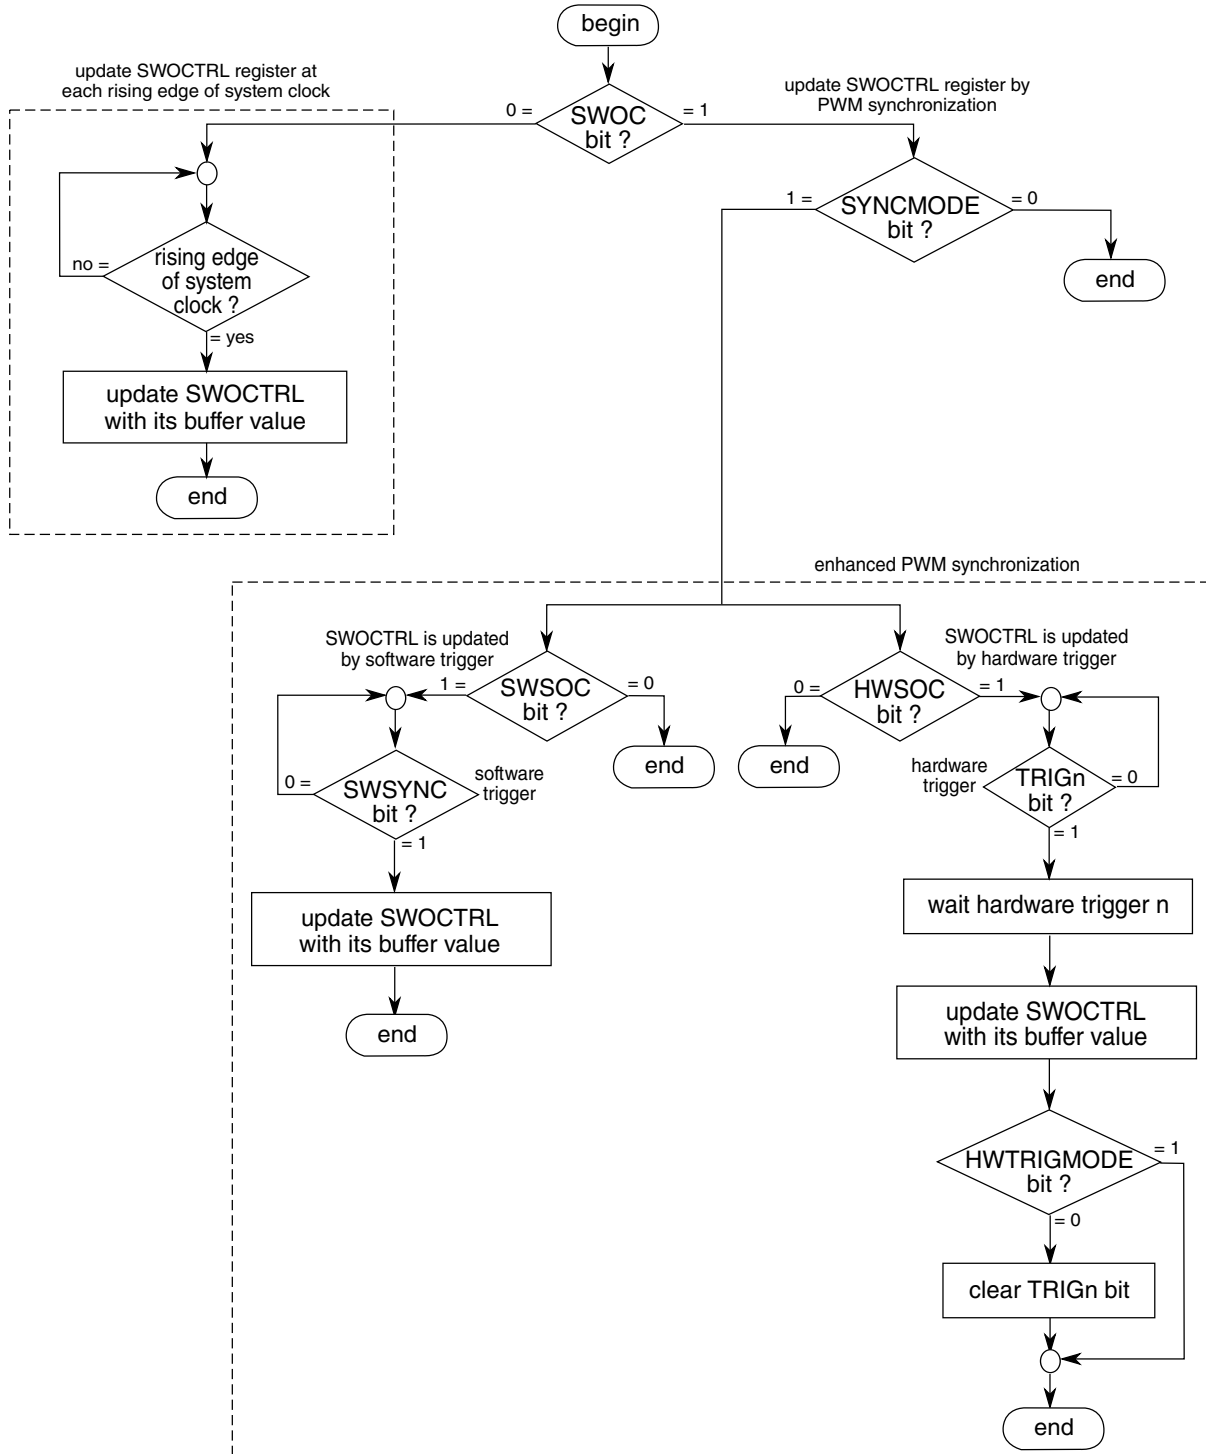 begin
update SWOCTRL register at
each rising edge of system clock
update SWOCTRL register by
PWM synchronization
0 =
SWOC
bit ?
= 1
1 =
SYNCMODE
bit ?
= 0
end
no =
rising edge
of system
clock ?
= yes
update SWOCTRL
with its buffer value
end
enhanced PWM synchronization
SWOCTRL is updated
by software trigger
1 =
SWSOC
bit ?
= 0
end
0 =
SWSYNC
bit ?
software
trigger
= 1
update SWOCTRL
with its buffer value
end
SWOCTRL is updated
by hardware trigger
0 =
HWSOC
bit ?
= 1
end
hardware
trigger
TRIGn
bit ?
= 0
= 1
wait hardware trigger n
update SWOCTRL
with its buffer value
HWTRIGMODE
bit ?
= 1
= 0
clear TRIGn bit
end